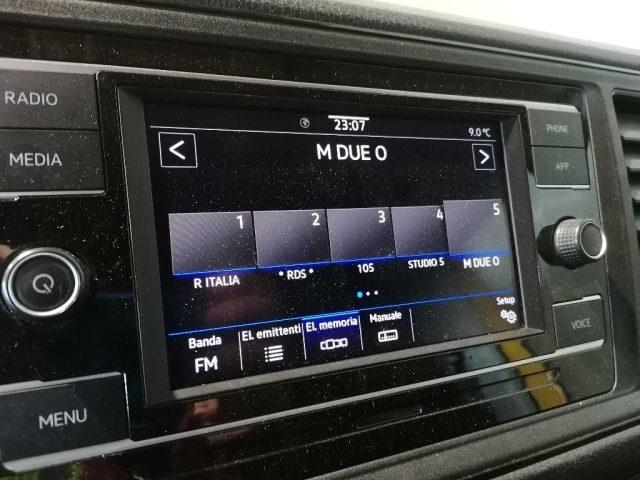 RADIO
MEDIA
MENU
PHONE
APP
VOICE
23:07
9.0°C
<
M DUE O
>
1
2
3
4
5
R ITALIA
• RDS •
105
STUDIO 5
M DUE O
Setup
Banda
FM
El. emittenti
El. memoria
Manuale